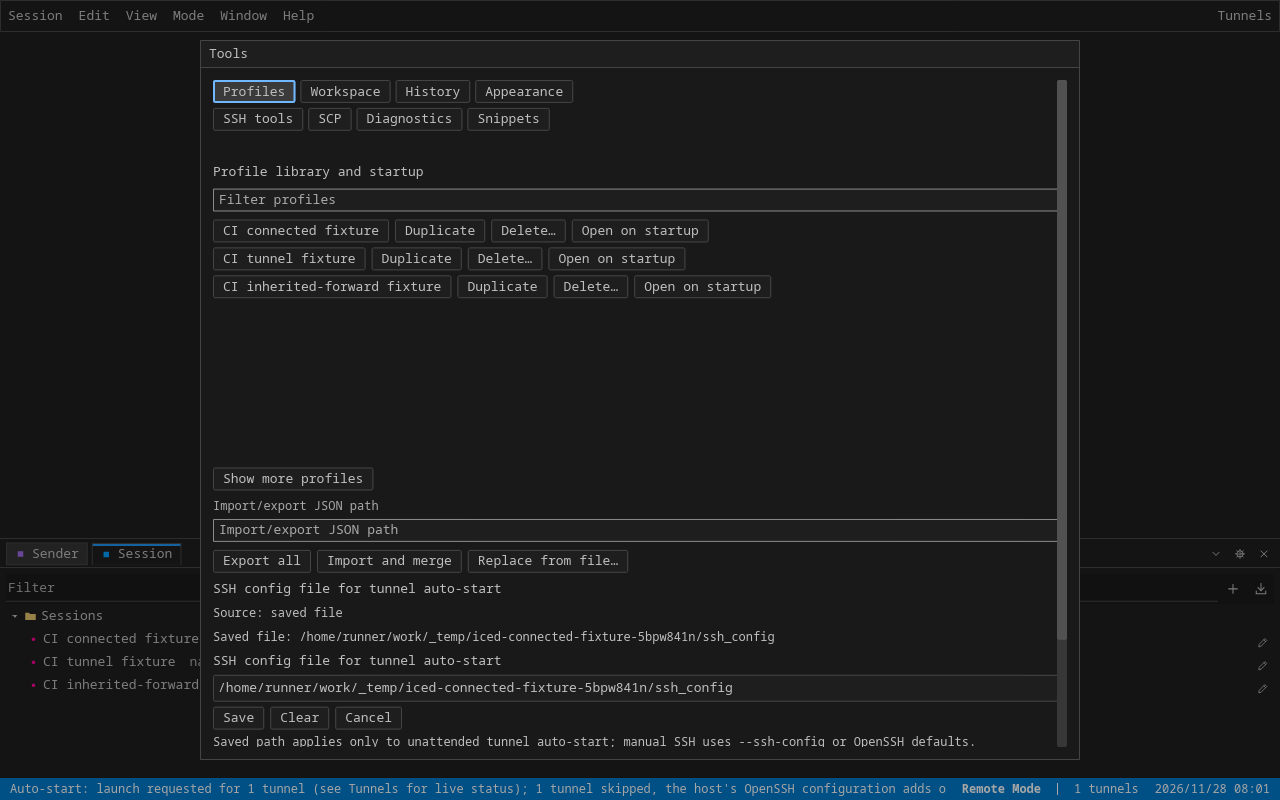 Session Edit View Mode Window Help Tunnels
Tools
Profiles Workspace History Appearance
SSH tools SCP Diagnostics Snippets
Profile library and startup
Filter profiles
CI connected fixture Duplicate Delete… Open on startup
CI tunnel fixture Duplicate Delete… Open on startup
CI inherited-forward fixture Duplicate Delete… Open on startup
Show more profiles
Import/export JSON path
Import/export JSON path
Export all Import and merge Replace from file…
SSH config file for tunnel auto-start
Source: saved file
Saved file: /home/runner/work/_temp/iced-connected-fixture-5bpw841n/ssh_config
SSH config file for tunnel auto-start
/home/runner/work/_temp/iced-connected-fixture-5bpw841n/ssh_config
Save Clear Cancel
Saved path applies only to unattended tunnel auto-start; manual SSH uses --ssh-config or OpenSSH defaults.
Sender Session
Filter
Sessions
CI connected fixture
CI tunnel fixture na
CI inherited-forward
Auto-start: launch requested for 1 tunnel (see Tunnels for live status); 1 tunnel skipped, the host's OpenSSH configuration adds o Remote Mode | 1 tunnels 2026/11/28 08:01